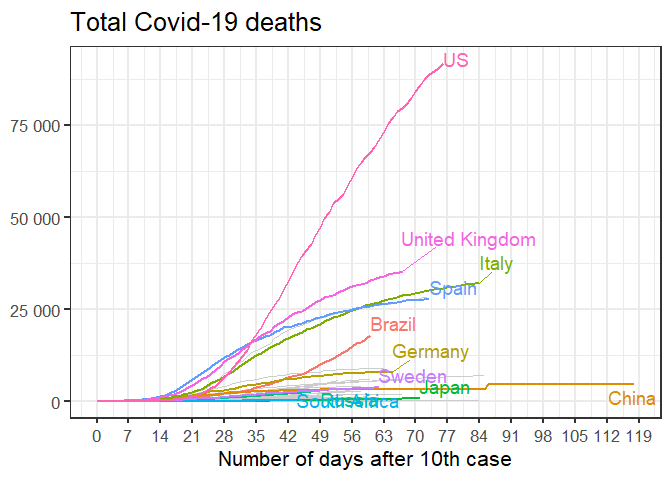 Total Covid-19 deaths
US
75 000
United Kingdom
Italy
50 000
Spain
25 000
Brazil
Germany
Sweden
Japan
Russia
South Africa
China
0
0 7 14 21 28 35 42 49 56 63 70 77 84 91 98 105 112 119
Number of days after 10th case